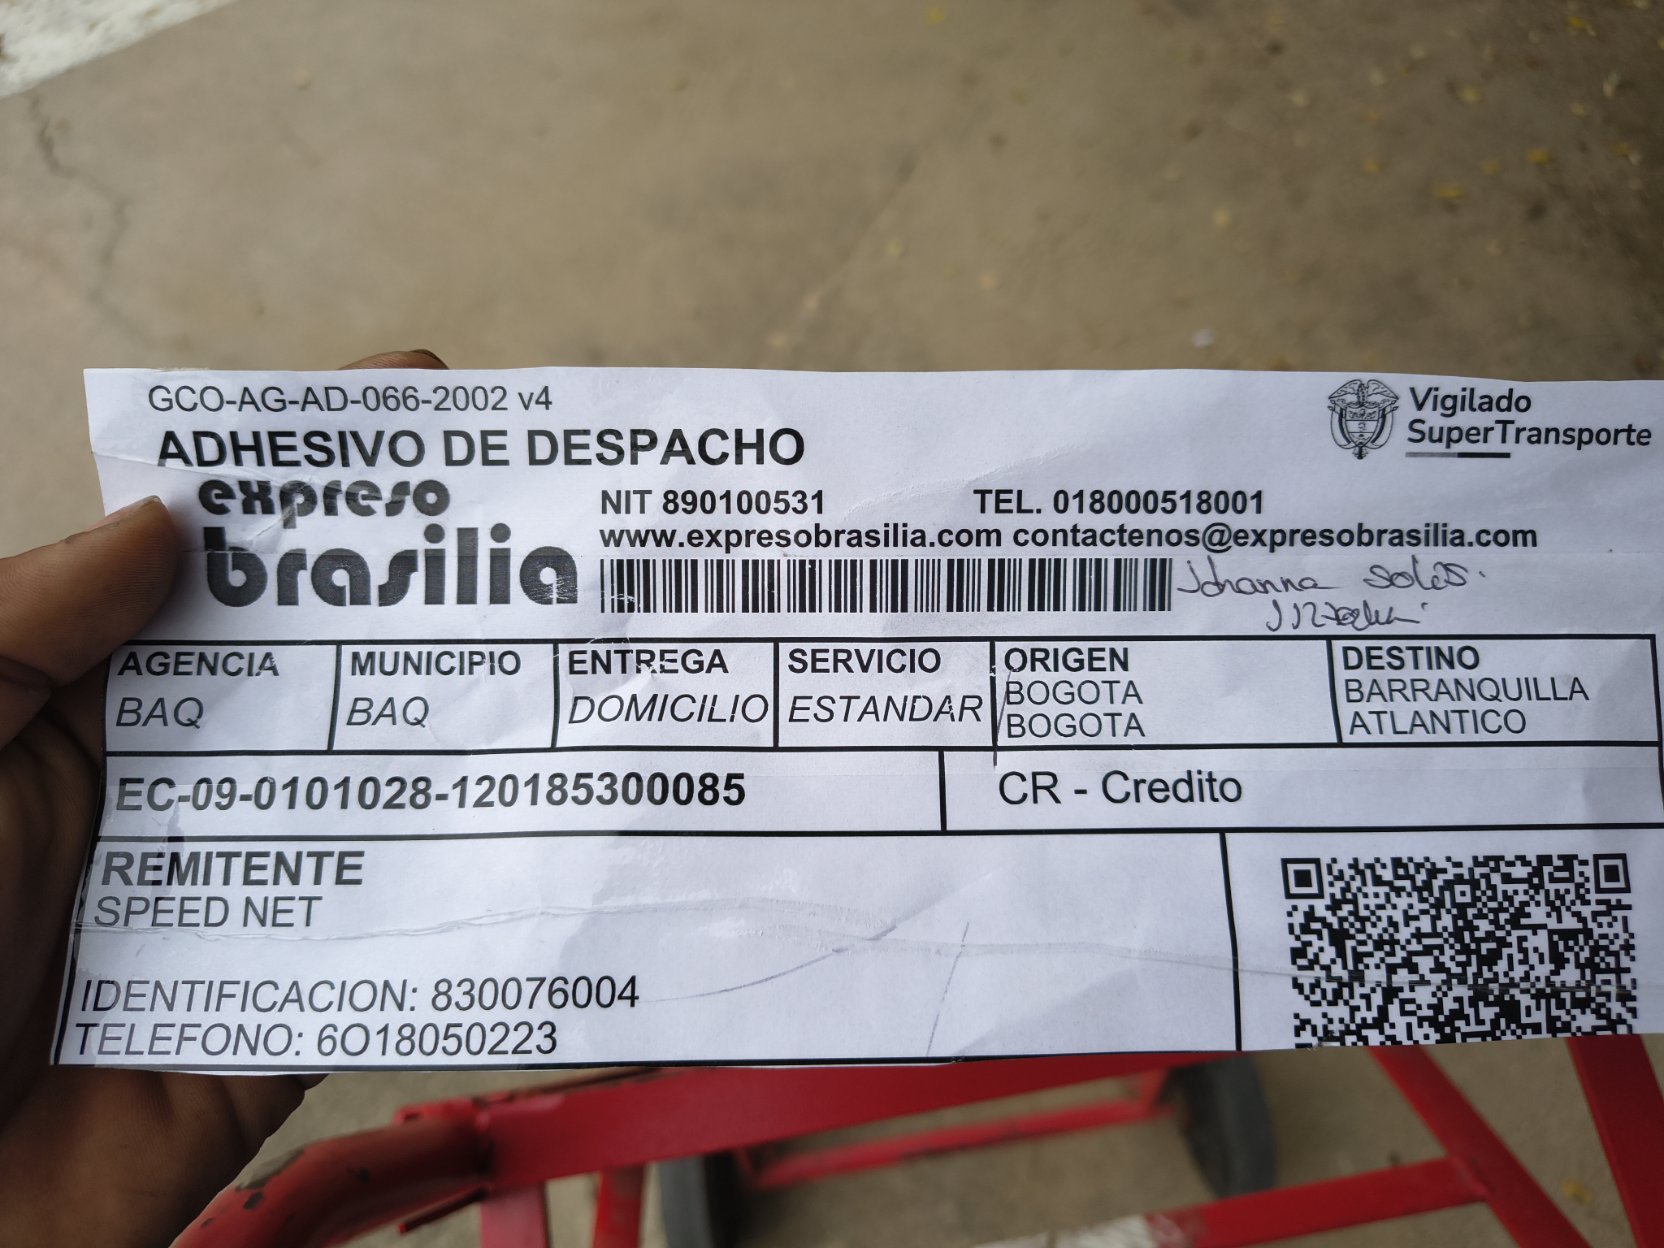 GCO-AG-AD-066-2002 v4
Vigilado
SuperTransporte
ADHESIVO DE DESPACHO
expreso
brasilia
NIT 890100531 TEL. 018000518001
www.expresobrasilia.com contactenos@expresobrasilia.com
Johanna
AGENCIA MUNICIPIO ENTREGA SERVICIO ORIGEN DESTINO
BAQ BAQ DOMICILIO ESTANDAR BOGOTA BARRANQUILLA
BOGOTA ATLANTICO
EC-09-0101028-120185300085 CR - Credito
REMITENTE
SPEED NET
IDENTIFICACION: 830076004
TELEFONO: 6O18050223